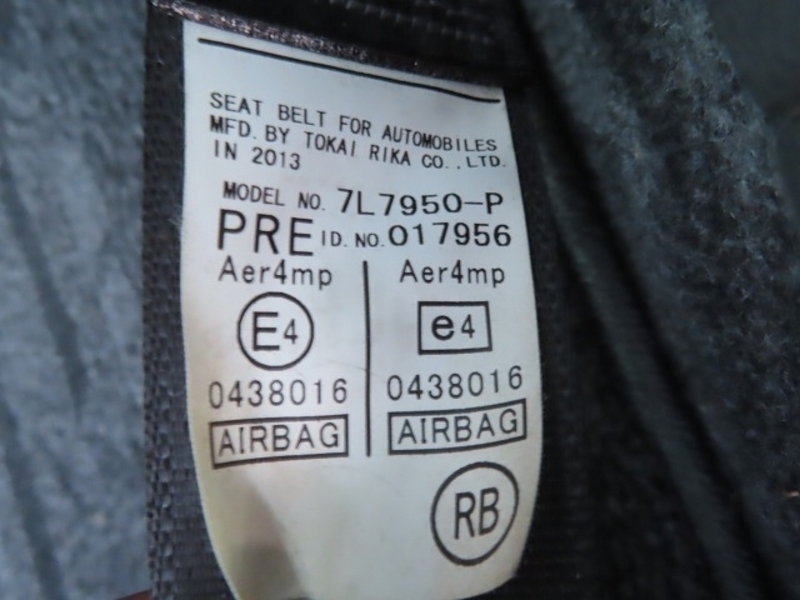 SEAT BELT FOR AUTOMOBILES
MFD. BY TOKAI RIKA CO., LTD.
IN 2013
MODEL NO. 7L7950-P
PRE ID. NO. 017956
Aer4mp Aer4mp
E4 e4
0438016 0438016
AIRBAG AIRBAG
RB